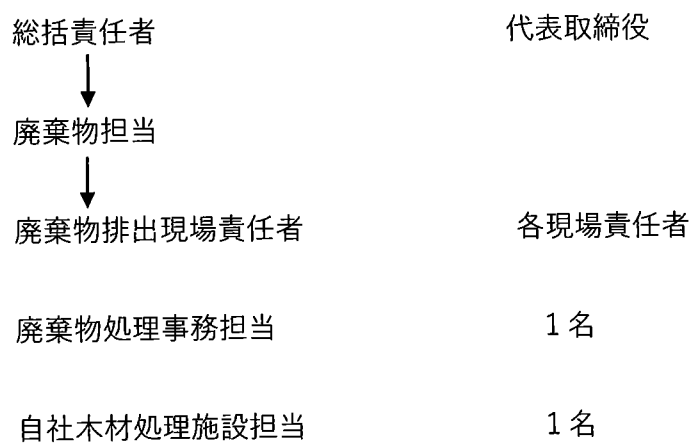 総括責任者 代表取締役
廃棄物担当
廃棄物排出現場責任者 各現場責任者
廃棄物処理事務担当 1名
自社木材処理施設担当 1名